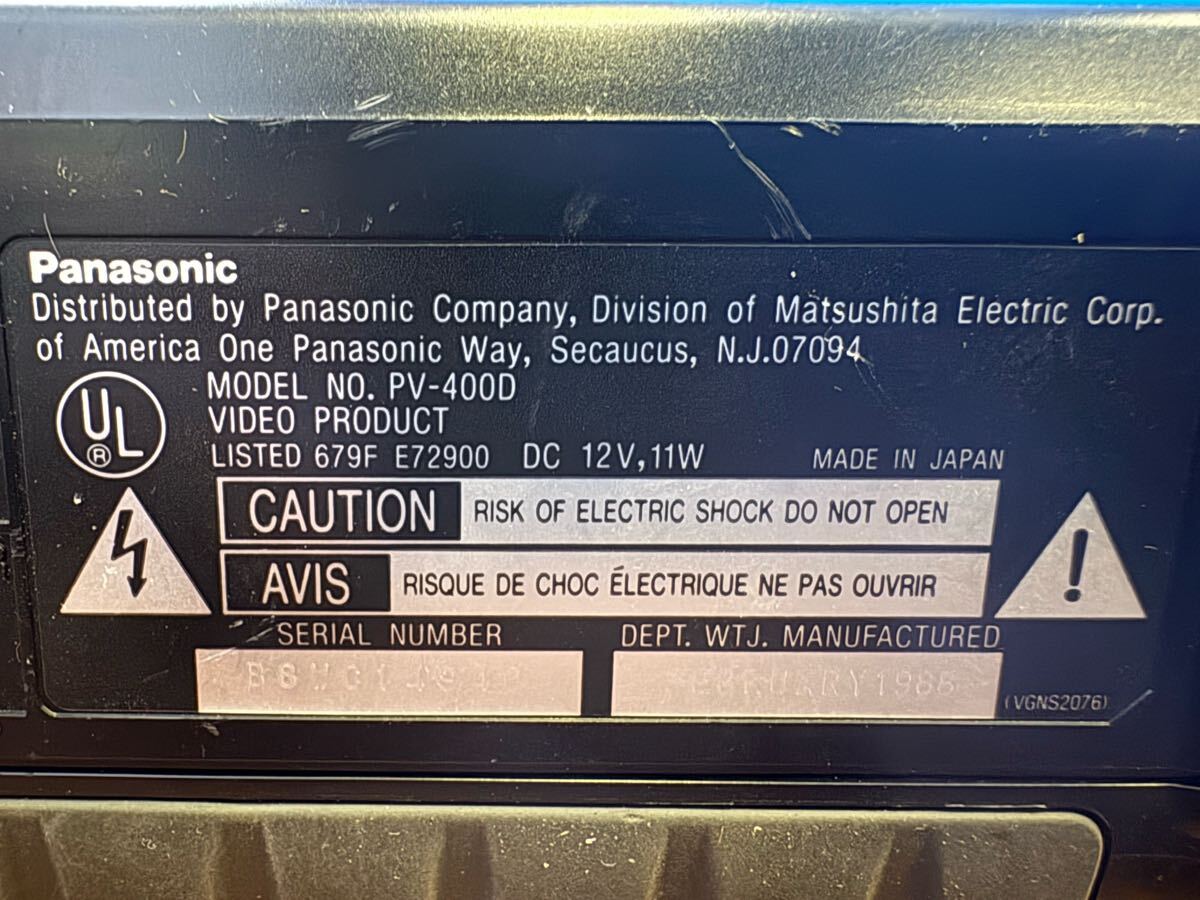 Panasonic
Distributed by Panasonic Company, Division of Matsushita Electric Corp.
of America One Panasonic Way, Secaucus, N.J.07094
UL ®
MODEL NO. PV-400D
VIDEO PRODUCT
LISTED 679F E72900 DC 12V,11W MADE IN JAPAN
CAUTION RISK OF ELECTRIC SHOCK DO NOT OPEN
AVIS RISQUE DE CHOC ÉLECTRIQUE NE PAS OUVRIR
SERIAL NUMBER DEPT. WTJ. MANUFACTURED
(VGNS2076)